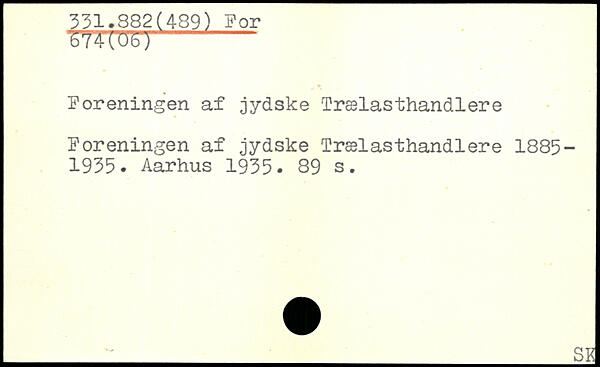 331.882(489) For
674(06)
Foreningen af jydske Trælasthandlere
Foreningen af jydske Trælasthandlere 1885-
1935. Aarhus 1935. 89 s.
SK